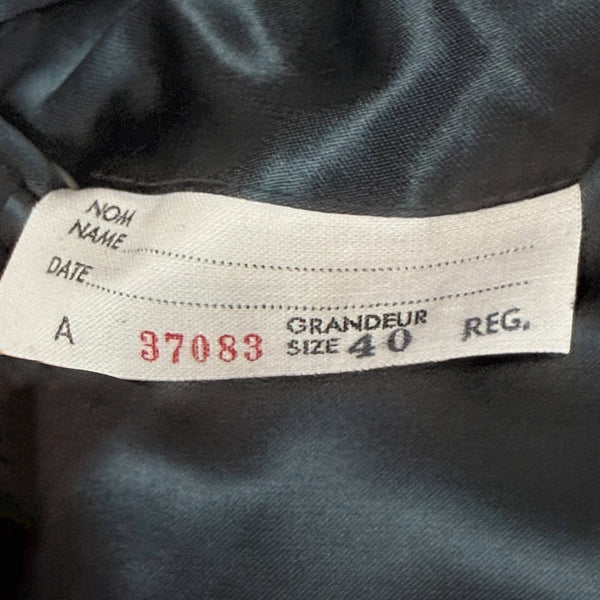 NOM
NAME
DATE
A 37083 GRANDEUR
SIZE 40 REG.